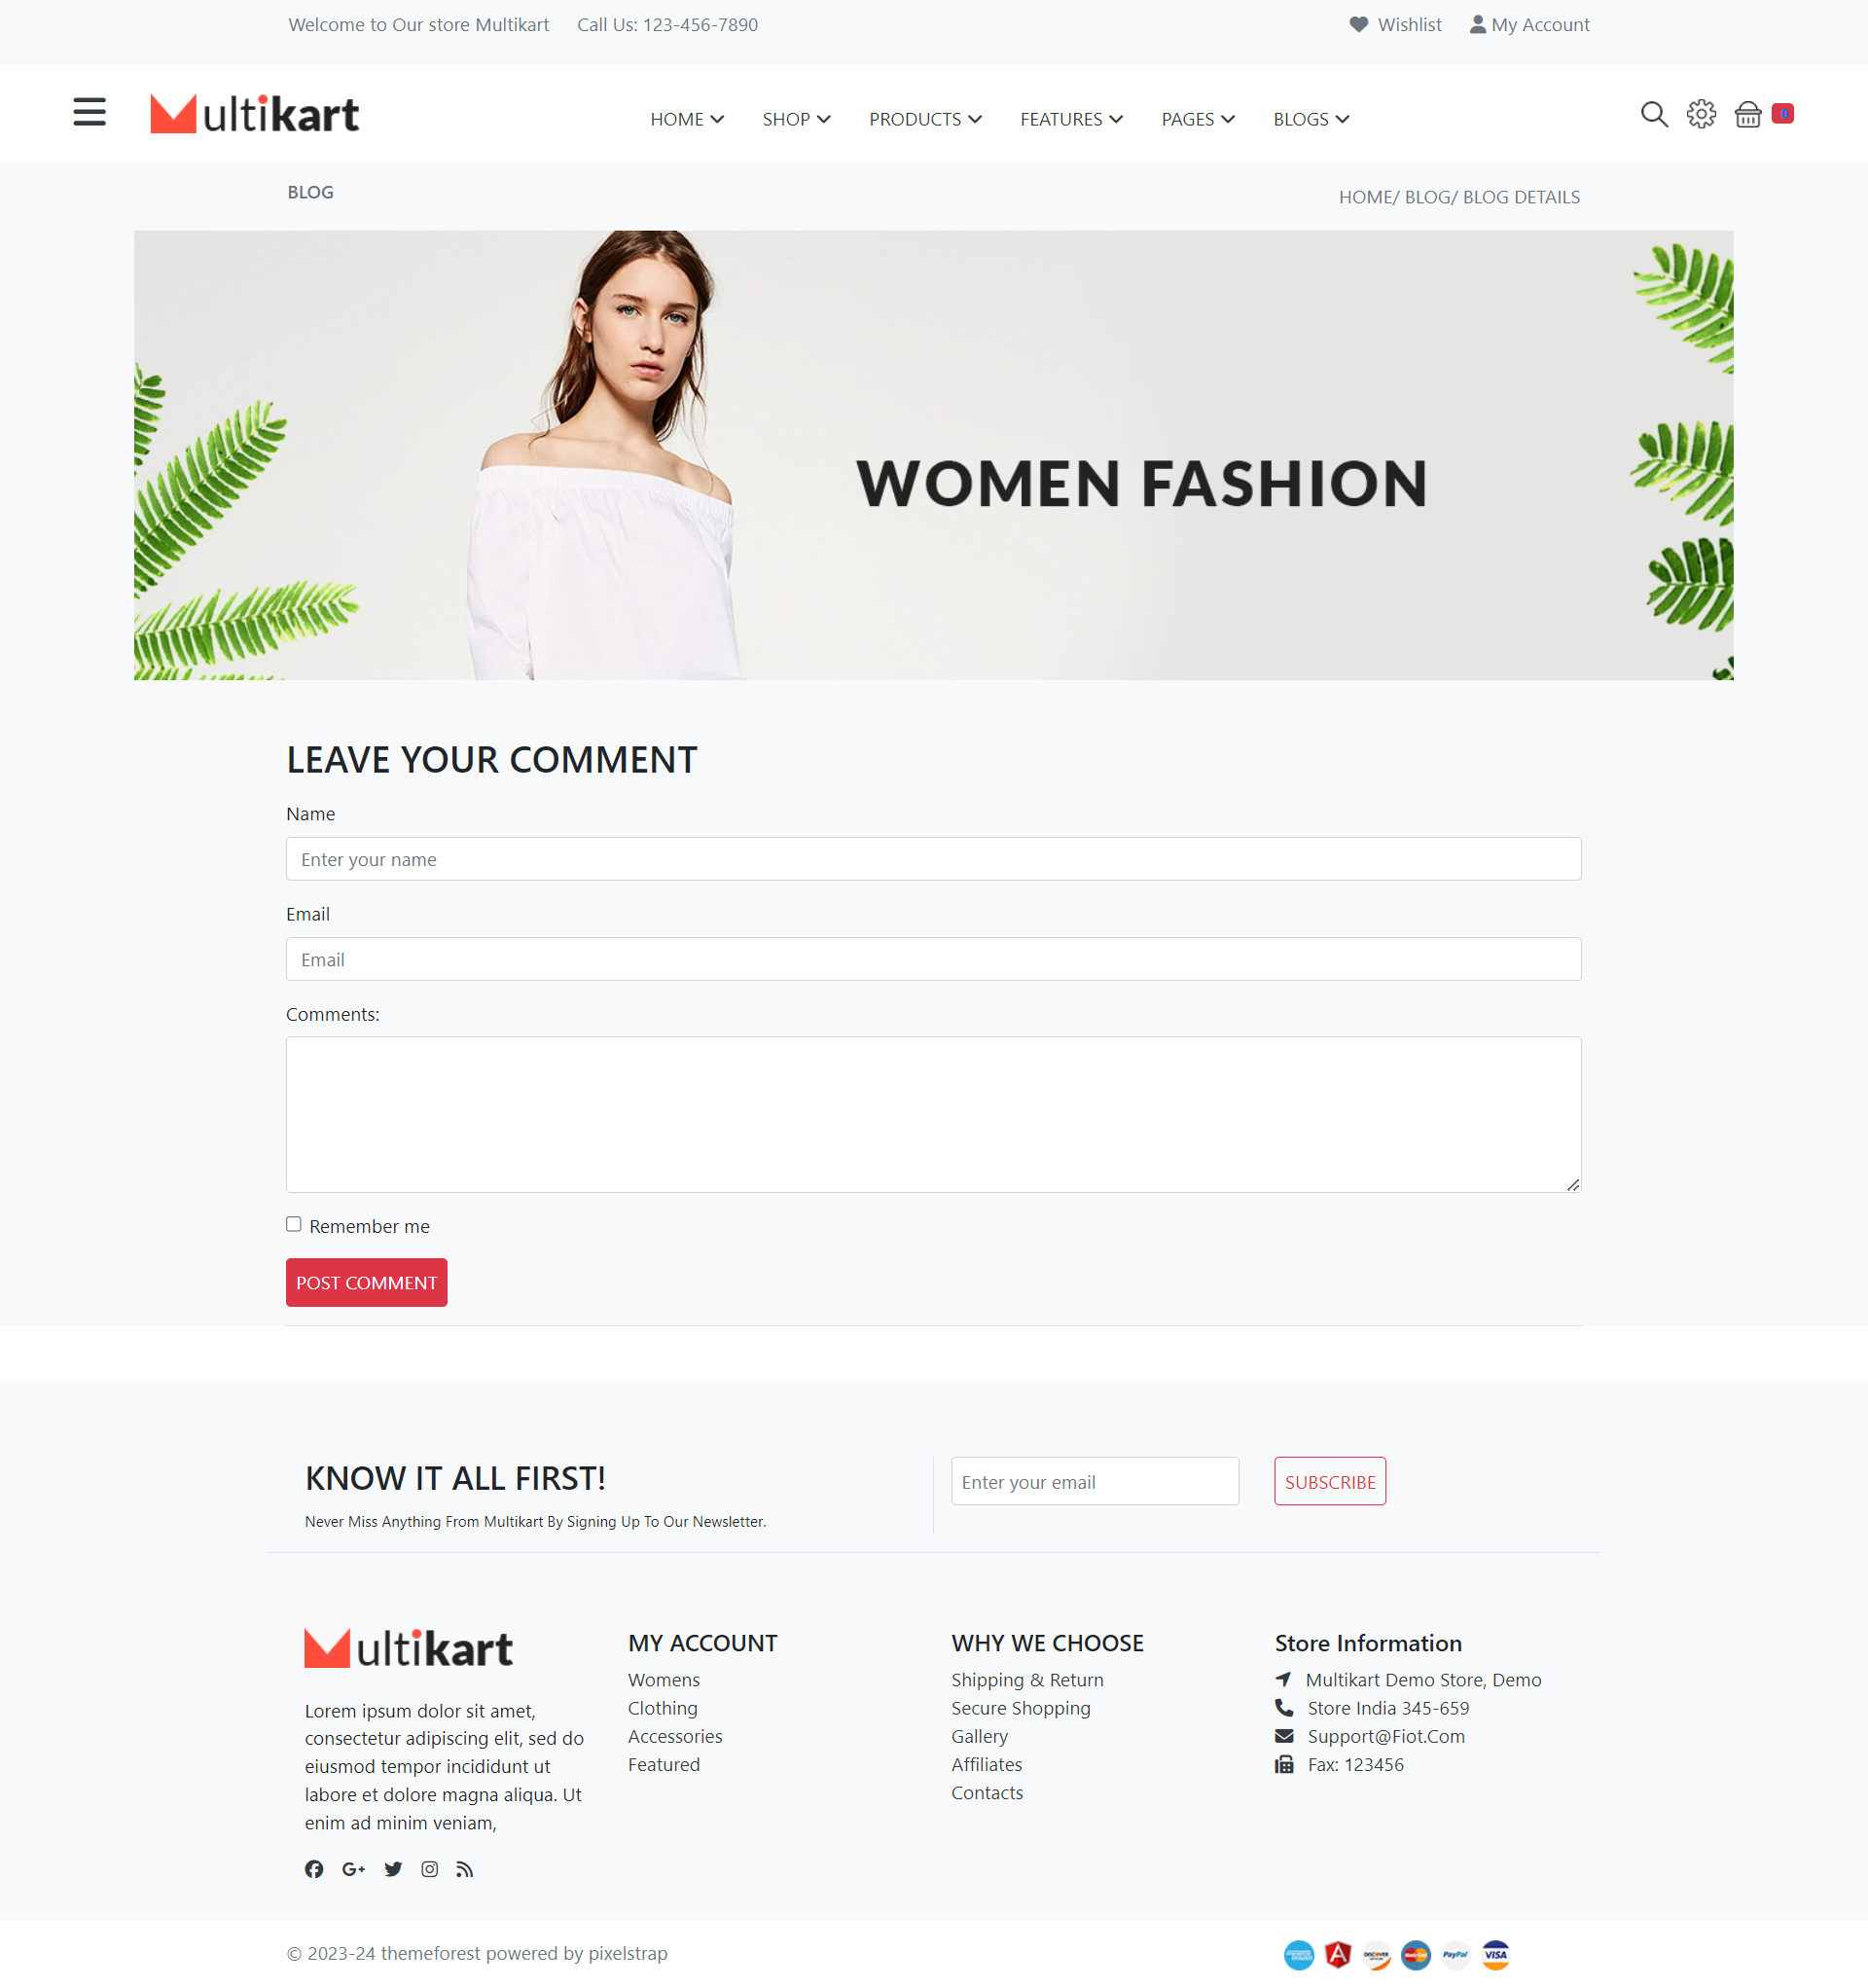 Welcome to Our store Multikart Call Us: 123-456-7890 Wishlist My Account
Multikart HOME SHOP PRODUCTS FEATURES PAGES BLOGS 0
BLOG HOME/ BLOG/ BLOG DETAILS
WOMEN FASHION
LEAVE YOUR COMMENT
Name
Enter your name
Email
Email
Comments:
Remember me
POST COMMENT
KNOW IT ALL FIRST!
Never Miss Anything From Multikart By Signing Up To Our Newsletter.
Enter your email SUBSCRIBE
Multikart
Lorem ipsum dolor sit amet,
consectetur adipiscing elit, sed do
eiusmod tempor incididunt ut
labore et dolore magna aliqua. Ut
enim ad minim veniam,
MY ACCOUNT
Womens
Clothing
Accessories
Featured
WHY WE CHOOSE
Shipping & Return
Secure Shopping
Gallery
Affiliates
Contacts
Store Information
Multikart Demo Store, Demo
Store India 345-659
Support@Fiot.Com
Fax: 123456
© 2023-24 themeforest powered by pixelstrap
DISCOVER MasterCard PayPal VISA